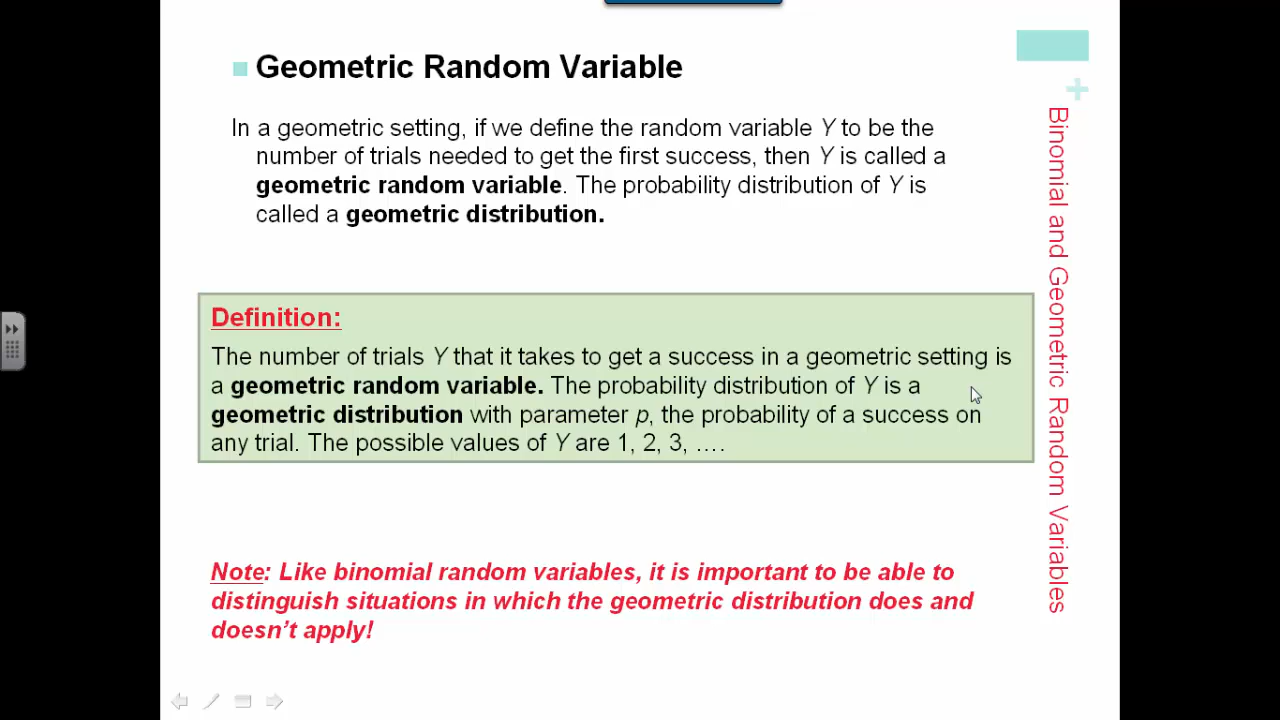 Geometric Random Variable
In a geometric setting, if we define the random variable Y to be the
number of trials needed to get the first success, then Y is called a
geometric random variable. The probability distribution of Y is
called a geometric distribution.
Definition:
The number of trials Y that it takes to get a success in a geometric setting is
a geometric random variable. The probability distribution of Y is a
geometric distribution with parameter p, the probability of a success on
any trial. The possible values of Y are 1, 2, 3, ….
Note: Like binomial random variables, it is important to be able to
distinguish situations in which the geometric distribution does and
doesn’t apply!
+
Binomial and Geometric Random Variables